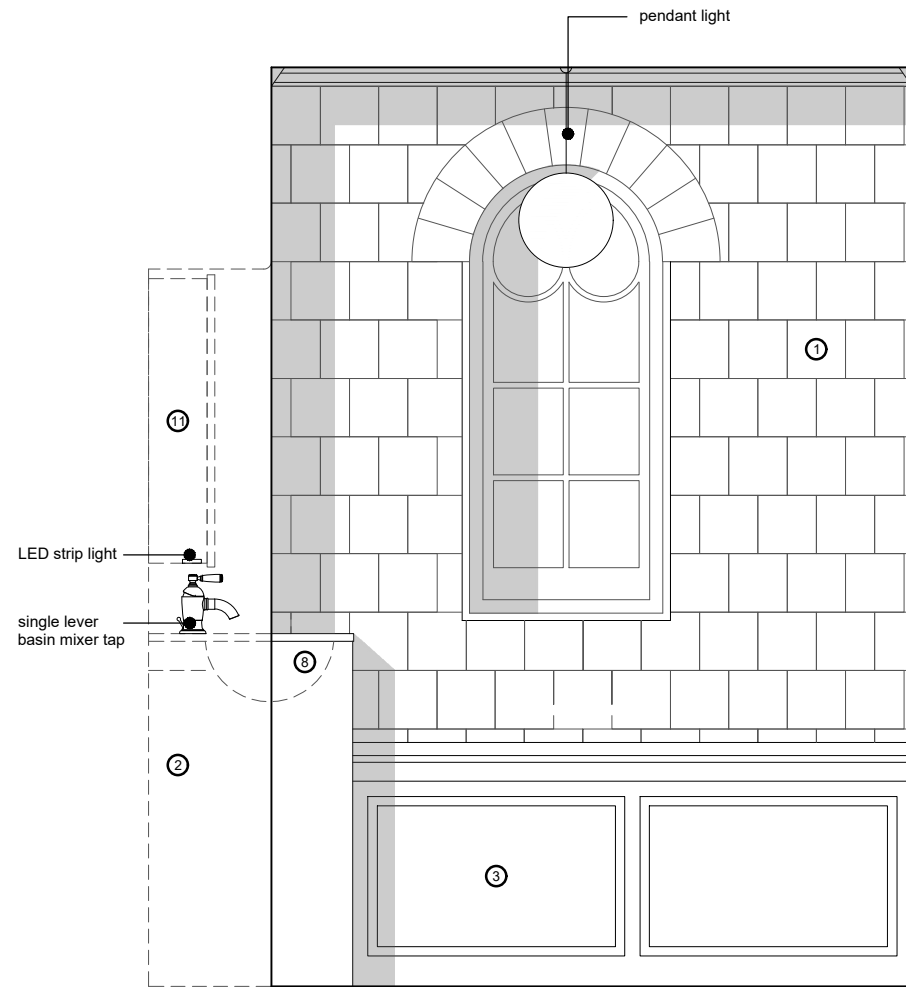 pendant light
1
11
LED strip light
single lever
basin mixer tap
8
2
3